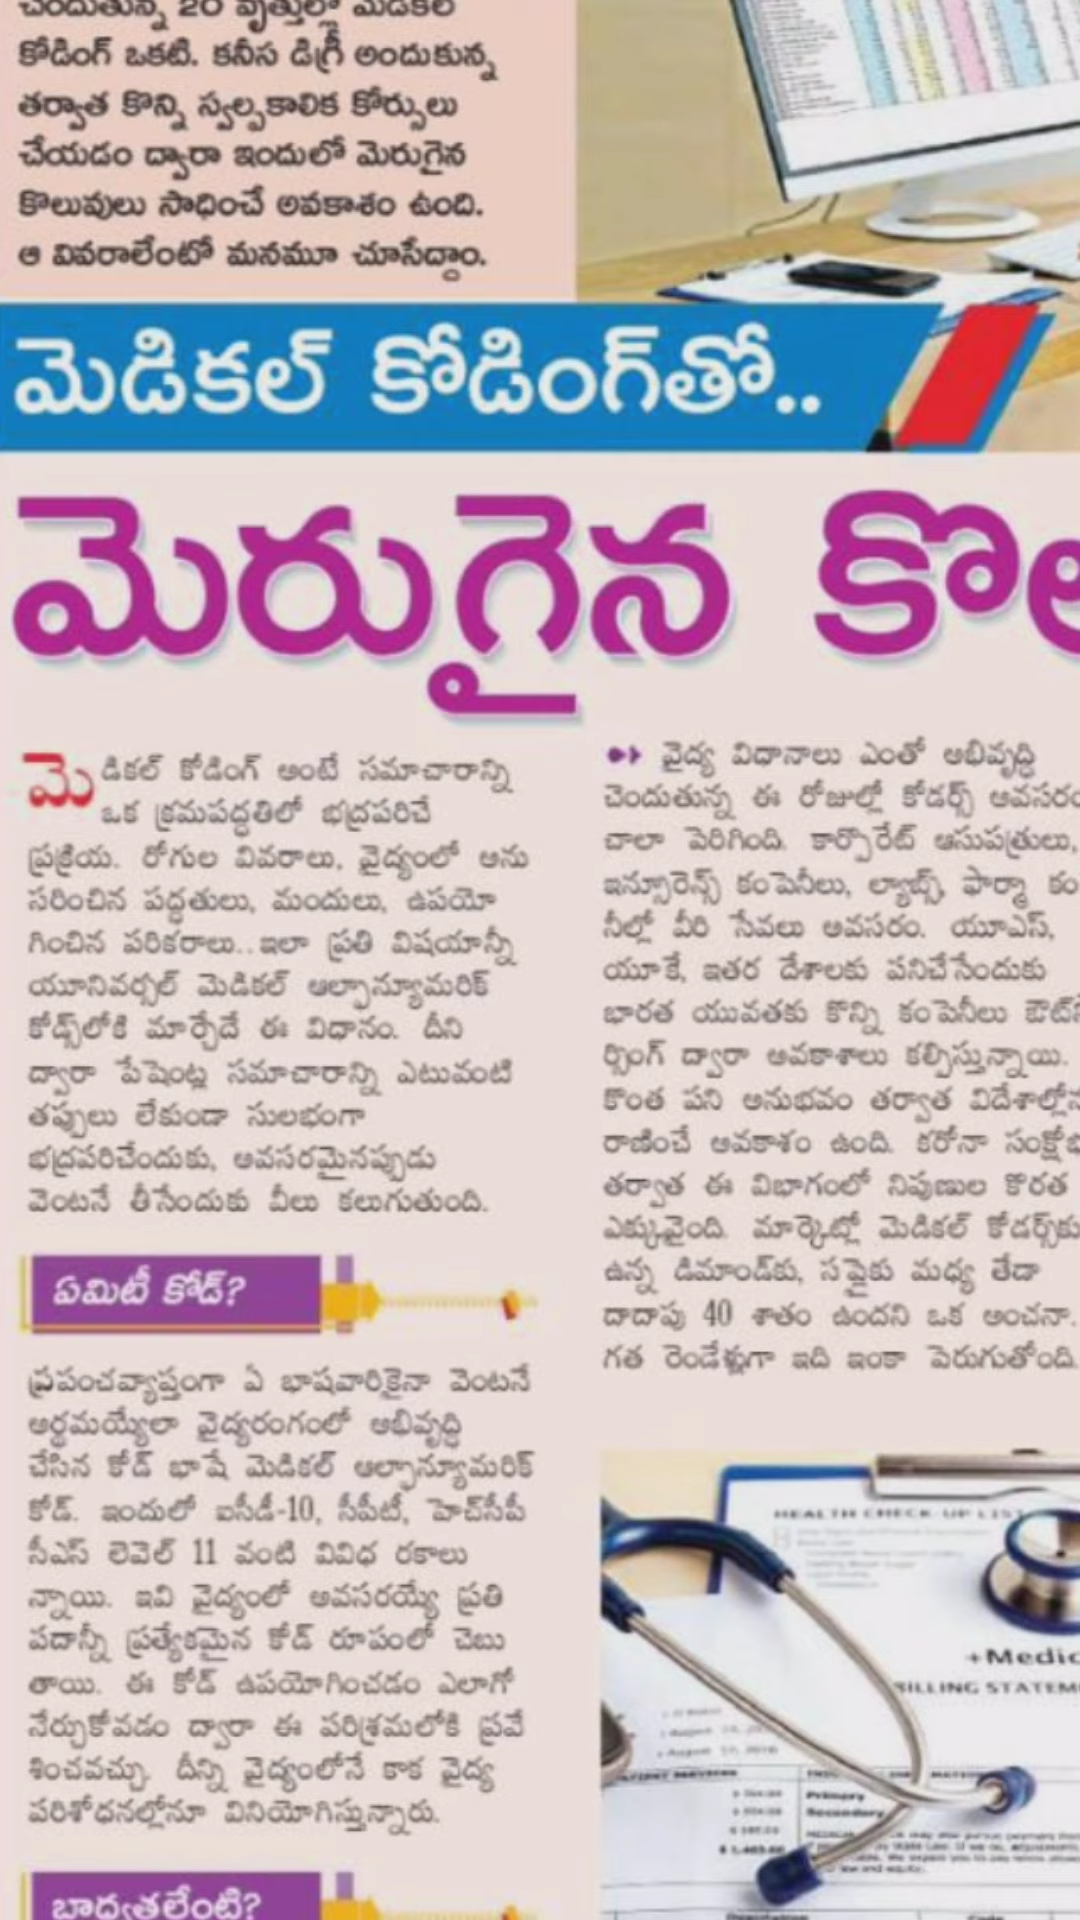 చెందుతున్న 20 వృత్తుల్లో మెడికల్
కోడింగ్ ఒకటి. కనీస డిగ్రీ అందుకున్న
తర్వాత కొన్ని స్వల్పకాలిక కోర్సులు
చేయడం ద్వారా ఇందులో మెరుగైన
కొలువులు సాధించే అవకాశం ఉంది.
ఆ వివరాలేంటో మనమూ చూసేద్దాం.
మెడికల్ కోడింగ్‌తో..
మెరుగైన
మెడికల్ కోడింగ్ అంటే సమాచారాన్ని
ఒక క్రమపద్ధతిలో భద్రపరిచే
ప్రక్రియ. రోగుల వివరాలు, వైద్యంలో అను
సరించిన పద్ధతులు, మందులు, ఉపయో
గించిన పరికరాలు.. ఇలా ప్రతి విషయాన్నీ
యూనివర్సల్ మెడికల్ ఆల్ఫాన్యూమరిక్
కోడ్స్‌లోకి మార్చేదే ఈ విధానం. దీని
ద్వారా పేషెంట్ల సమాచారాన్ని ఎటువంటి
తప్పులు లేకుండా సులభంగా
భద్రపరిచేందుకు, అవసరమైనప్పుడు
వెంటనే తీసేందుకు వీలు కలుగుతుంది.
ఏమిటీ కోడ్?
ప్రపంచవ్యాప్తంగా ఏ భాషవారికైనా వెంటనే
అర్థమయ్యేలా వైద్యరంగంలో అభివృద్ధి
చేసిన కోడ్ భాషే మెడికల్ ఆల్ఫాన్యూమరిక్
కోడ్. ఇందులో ఐసీడీ-10, సీపీటీ, హెచ్‌సీపీ
సీఎస్ లెవెల్ 11 వంటి వివిధ రకాలు
న్నాయి. ఇవి వైద్యంలో అవసరయ్యే ప్రతి
పదాన్నీ ప్రత్యేకమైన కోడ్ రూపంలో చెబు
తాయి. ఈ కోడ్ ఉపయోగించడం ఎలాగో
నేర్చుకోవడం ద్వారా ఈ పరిశ్రమలోకి ప్రవే
శించవచ్చు. దీన్ని వైద్యంలోనే కాక వైద్య
పరిశోధనల్లోనూ వినియోగిస్తున్నారు.
బాధ్యతలేంటి?
వైద్య విధానాలు ఎంతో అభివృద్ధి
చెందుతున్న ఈ రోజుల్లో కోడర్స్ అవసరం
చాలా పెరిగింది. కార్పొరేట్ ఆసుపత్రులు,
ఇన్సూరెన్స్ కంపెనీలు, ల్యాబ్స్, ఫార్మా కం
నీల్లో వీరి సేవలు అవసరం. యూఎస్,
యూకే, ఇతర దేశాలకు పనిచేసేందుకు
భారత యువతకు కొన్ని కంపెనీలు
ర్సింగ్ ద్వారా అవకాశాలు కల్పిస్తున్నాయి.
కొంత పని అనుభవం తర్వాత విదేశాల్లోనూ
రాణించే అవకాశం ఉంది. కరోనా
తర్వాత ఈ విభాగంలో నిపుణుల కొరత
ఎక్కువైంది. మార్కెట్లో మెడికల్ కోడర్స్‌కు
ఉన్న డిమాండ్‌కు, సప్లైకు మధ్య తేడా
దాదాపు 40 శాతం ఉందని ఒక అంచనా.
గత రెండేళ్లుగా ఇది ఇంకా పెరుగుతోంది.
HEALTH CHECK-UP LIST
+Medic
BILLING STATEM
Primary
Secondary